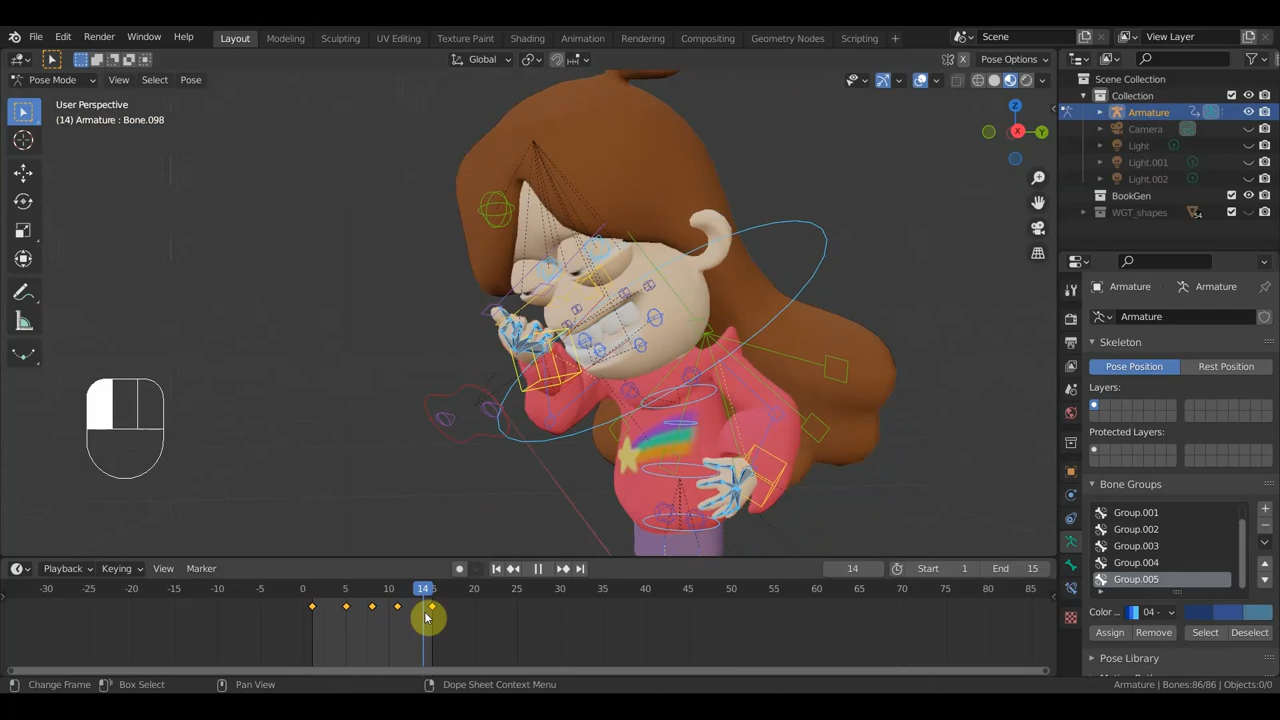 File Edit Render Window Help Layout Modeling Sculpting UV Editing Texture Paint Shading Animation Rendering Compositing Geometry Nodes Scripting + Scene View Layer
Global Pose Options
Pose Mode View Select Pose Scene Collection
Collection
User Perspective
(14) Armature : Bone.098
Armature
Camera
Light
Light.001
Light.002
BookGen
WGT_shapes 54
Z
X
Y
Armature Armature
Armature
Skeleton
Pose Position Rest Position
Layers:
Protected Layers:
Bone Groups
Group.001
Group.002
Group.003
Group.004
Group.005
Color ... 04 -
Assign Remove Select Deselect
Pose Library
Playback Keying View Marker 14 Start 1 End 15
-30 -25 -20 -15 -10 -5 0 5 10 14 20 25 30 35 40 45 50 55 60 65 70 75 80 85 90
Change Frame Box Select Pan View Dope Sheet Context Menu Armature | Bones:86/86 | Objects:0/0